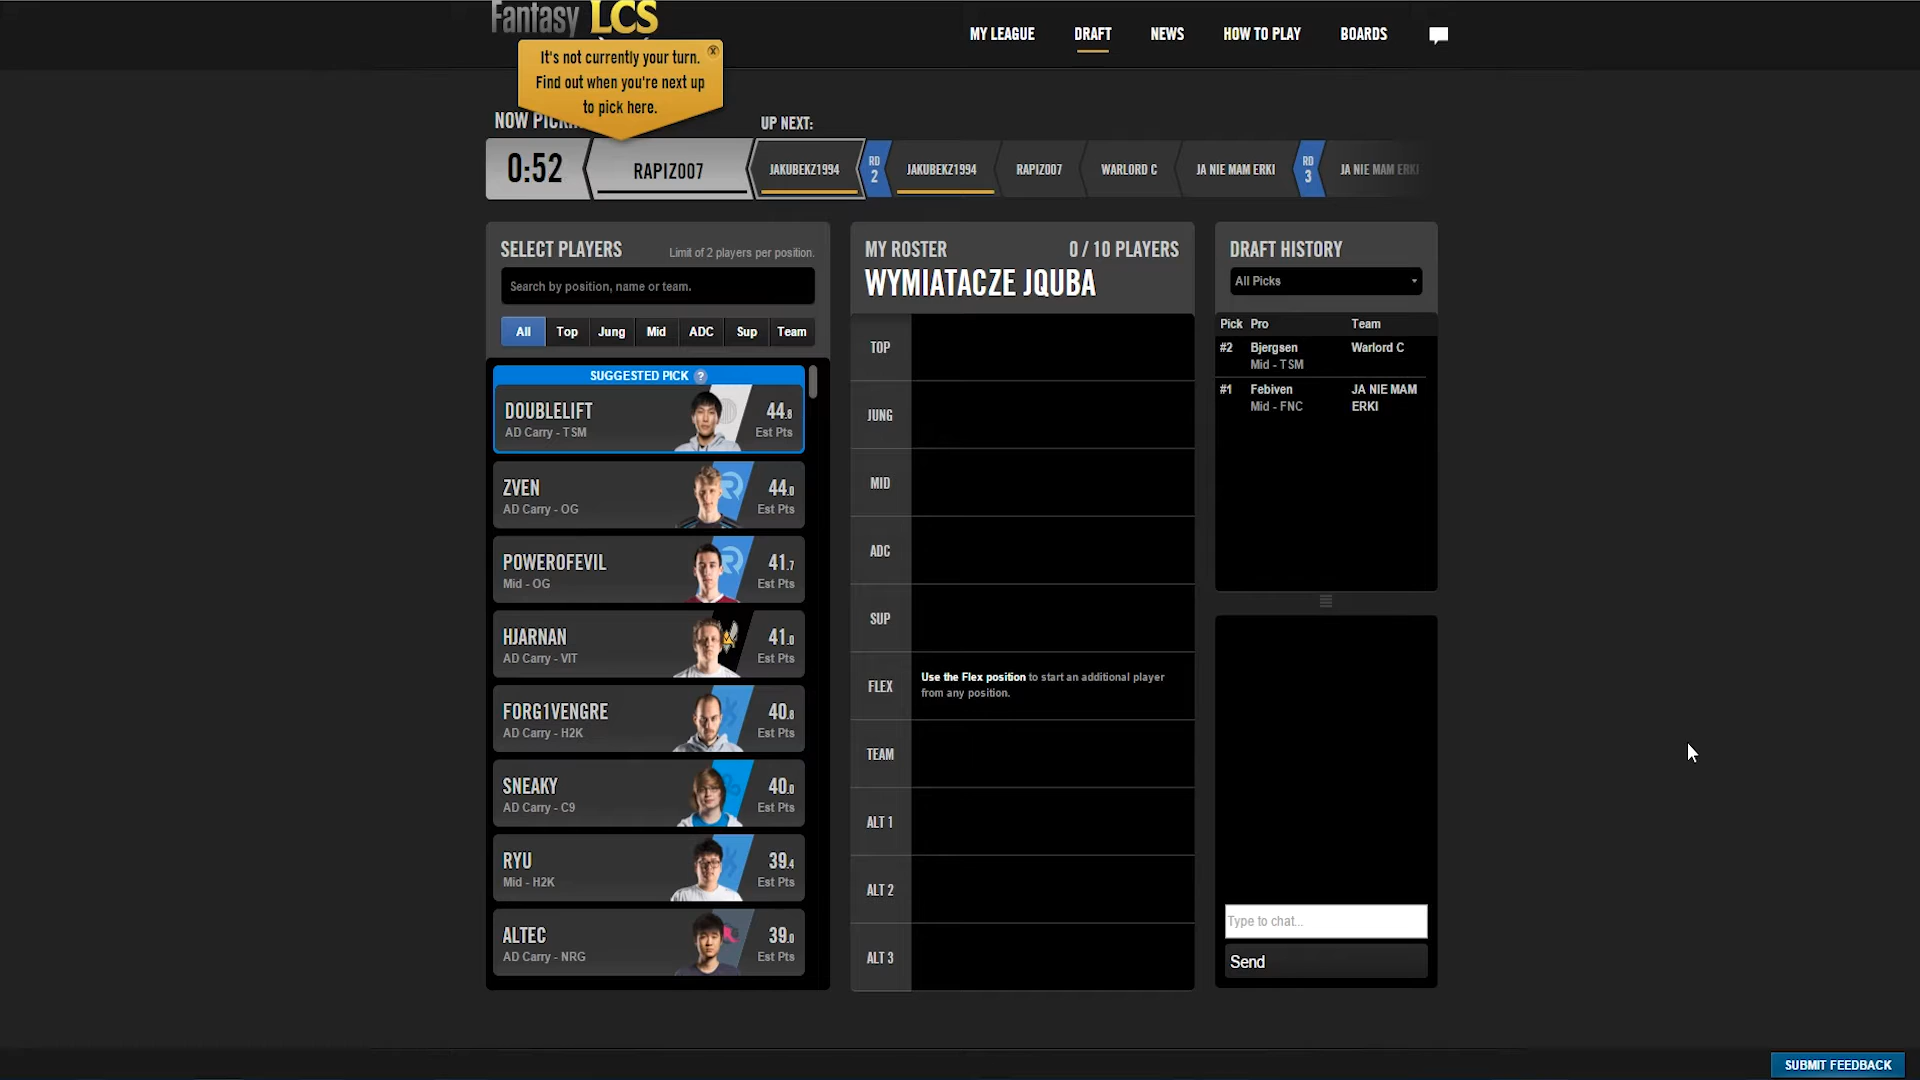 Fantasy LCS
MY LEAGUE
DRAFT
NEWS
HOW TO PLAY
BOARDS
It's not currently your turn.
Find out when you're next up
to pick here.
UP NEXT:
0:52
RAPIZ007
JAKUBEKZ1994
RD
2
JAKUBEKZ1994
RAPIZ007
WARLORD C
JA NIE MAM ERKI
RD
3
JA NIE MAM ERKI
SELECT PLAYERS
Limit of 2 players per position.
Search by position, name or team.
All
Top
Jung
Mid
ADC
Sup
Team
SUGGESTED PICK ?
DOUBLELIFT
44.8
AD Carry - TSM
Est Pts
ZVEN
44.0
AD Carry - OG
Est Pts
POWEROFEVIL
41.7
Mid - OG
Est Pts
HJARNAN
41.0
AD Carry - VIT
Est Pts
FORG1VENGRE
40.8
AD Carry - H2K
Est Pts
SNEAKY
40.0
AD Carry - C9
Est Pts
RYU
39.4
Mid - H2K
Est Pts
ALTEC
39.0
AD Carry - NRG
Est Pts
MY ROSTER
0 / 10 PLAYERS
WYMIATACZE JQUBA
TOP
JUNG
MID
ADC
SUP
FLEX
Use the Flex position to start an additional player
from any position.
TEAM
ALT 1
ALT 2
ALT 3
DRAFT HISTORY
All Picks
Pick Pro Team
#2 Bjergsen Warlord C
Mid - TSM
#1 Febiven JA NIE MAM
Mid - FNC ERKI
Type to chat...
Send
SUBMIT FEEDBACK